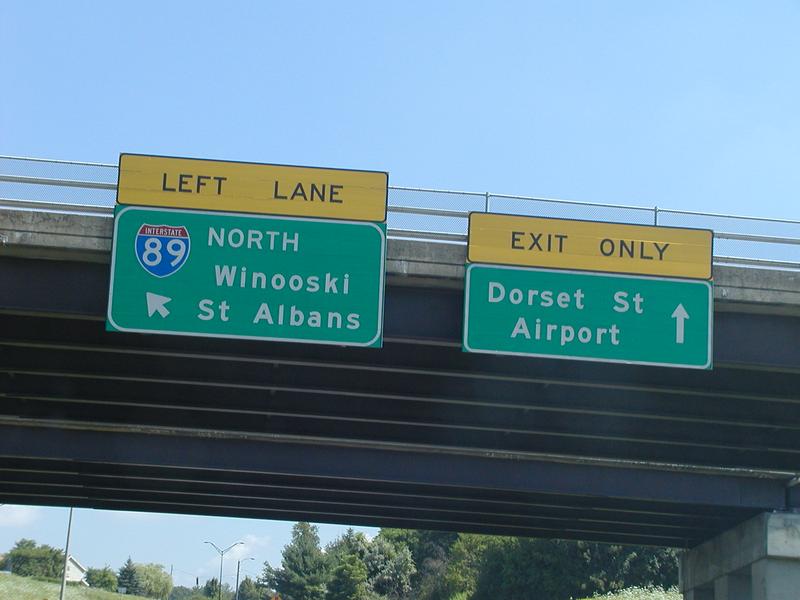 LEFT LANE
INTERSTATE
89
NORTH
Winooski
St Albans
EXIT ONLY
Dorset St
Airport